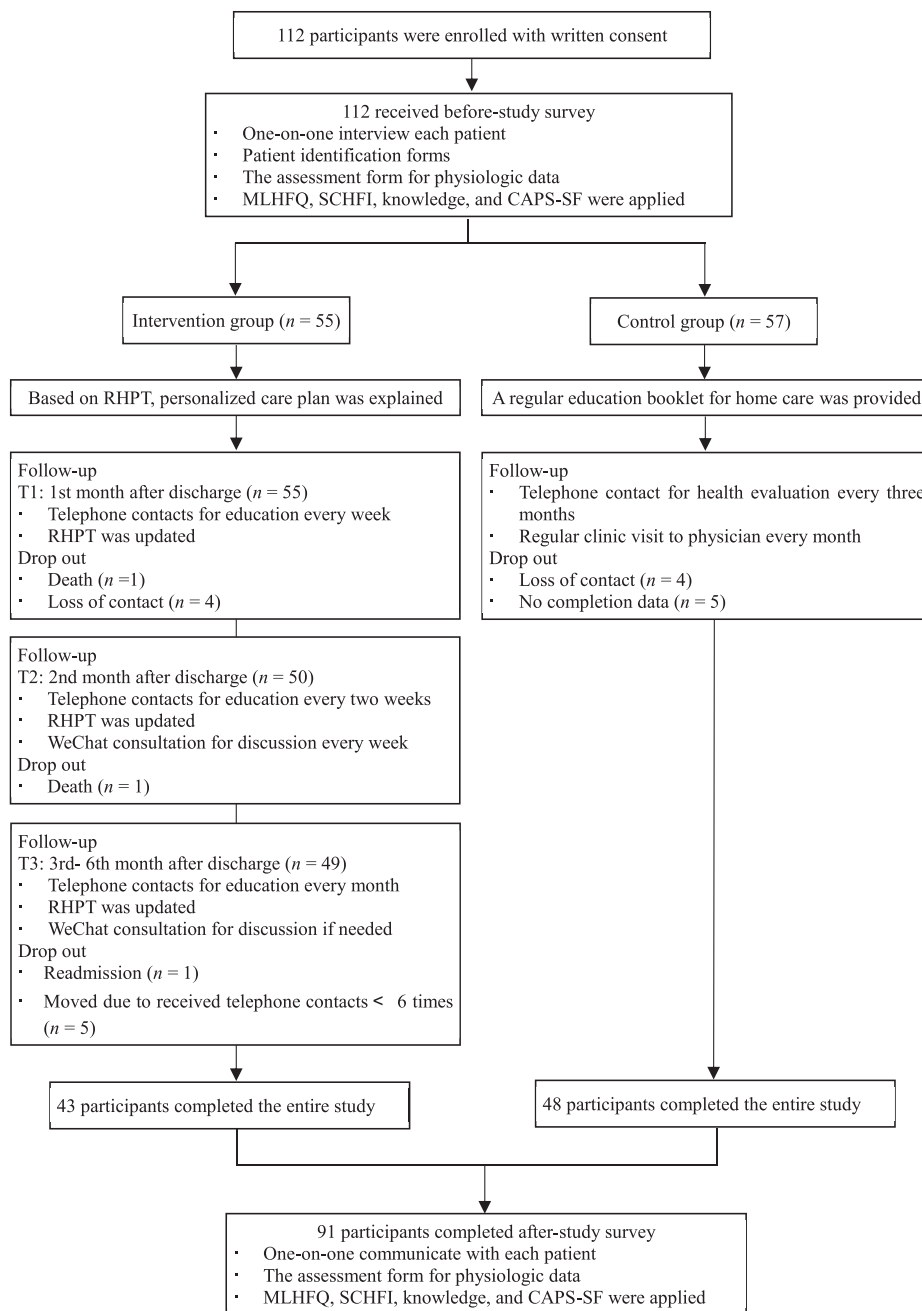 112 participants were enrolled with written consent
112 received before-study survey
· One-on-one interview each patient
· Patient identification forms
· The assessment form for physiologic data
· MLHFQ, SCHFI, knowledge, and CAPS-SF were applied
Intervention group (n = 55)
Control group (n = 57)
Based on RHPT, personalized care plan was explained
A regular education booklet for home care was provided
Follow-up
T1: 1st month after discharge (n = 55)
· Telephone contacts for education every week
· RHPT was updated
Drop out
· Death (n =1)
· Loss of contact (n = 4)
Follow-up
· Telephone contact for health evaluation every three
months
· Regular clinic visit to physician every month
Drop out
· Loss of contact (n = 4)
· No completion data (n = 5)
Follow-up
T2: 2nd month after discharge (n = 50)
· Telephone contacts for education every two weeks
· RHPT was updated
· WeChat consultation for discussion every week
Drop out
· Death (n = 1)
Follow-up
T3: 3rd- 6th month after discharge (n = 49)
· Telephone contacts for education every month
· RHPT was updated
· WeChat consultation for discussion if needed
Drop out
· Readmission (n = 1)
· Moved due to received telephone contacts < 6 times
(n = 5)
43 participants completed the entire study
48 participants completed the entire study
91 participants completed after-study survey
· One-on-one communicate with each patient
· The assessment form for physiologic data
· MLHFQ, SCHFI, knowledge, and CAPS-SF were applied